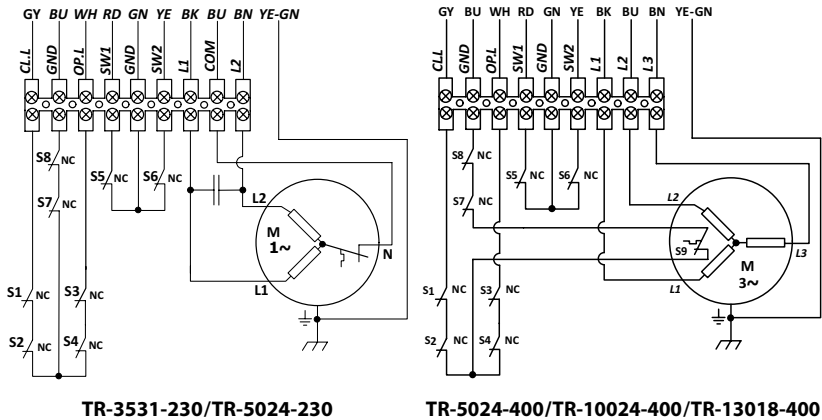 GY BU WH RD GN YE BK BU BN YE-GN
CL.L GND OP.L SW1 GND SW2 L1 COM L2
S8 NC
S5 NC S6 NC
S7
L2
M
1~
N
L1
S1 NC S3 NC
S2 NC S4 NC
TR-3531-230/TR-5024-230
GY BU WH RD GN YE BK BU BN YE-GN
CL.L GND OP.L SW1 GND SW2 L1 L2 L3
S8 NC
S5 NC S6 NC
S7 NC
L2
S9
L3
M
3~
L1
S1 NC S3 NC
S2 NC S4 NC
TR-5024-400/TR-10024-400/TR-13018-400